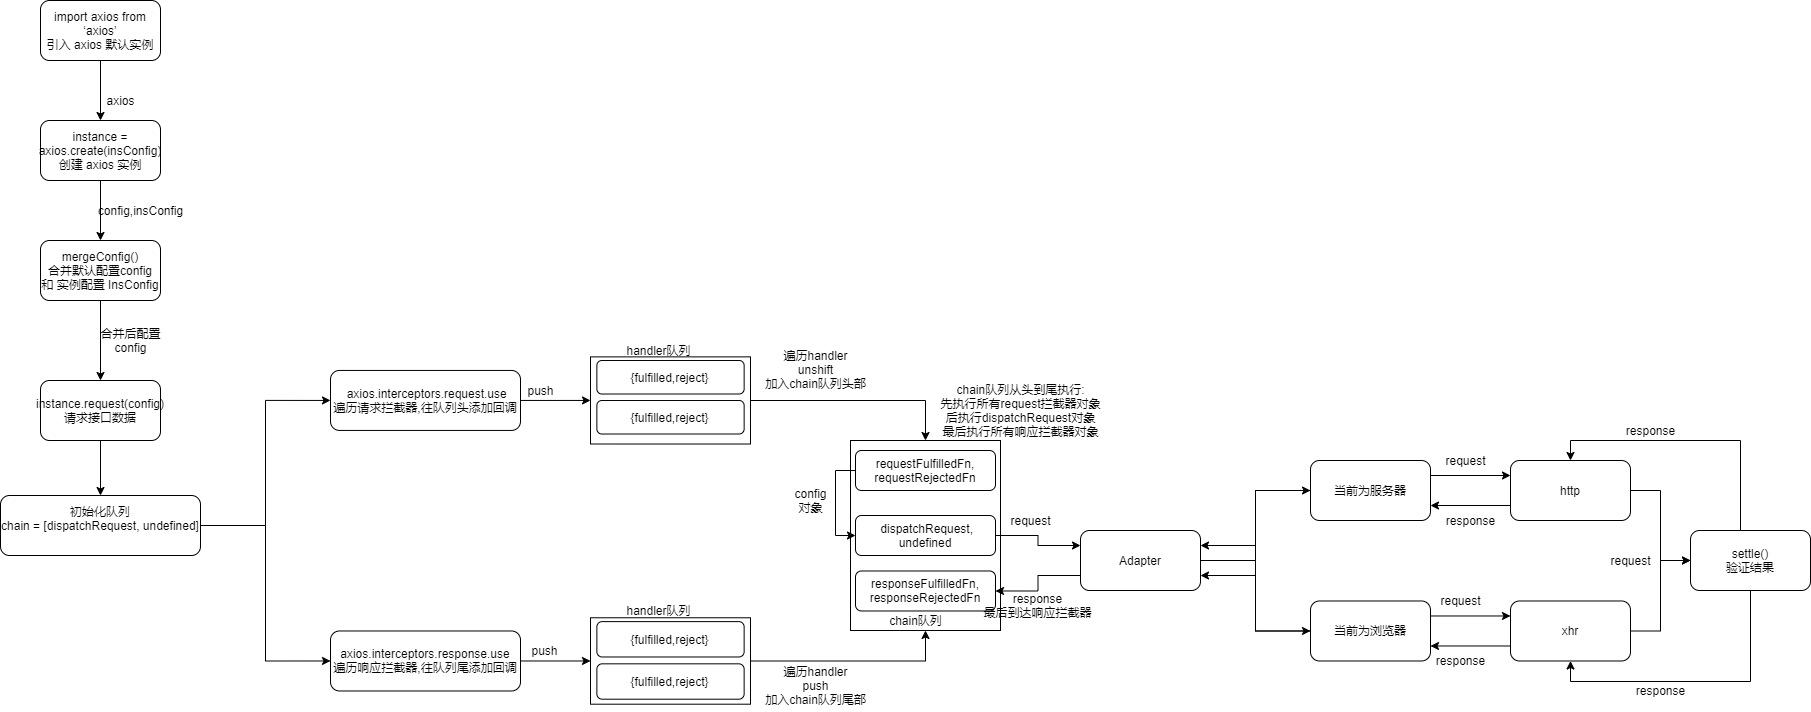 import axios from
‘axios’
引入 axios 默认实例
axios
instance =
axios.create(insConfig)
创建 axios 实例
config,insConfig
mergeConfig()
合并默认配置config
和 实例配置 InsConfig
合并后配置
config
instance.request(config)
请求接口数据
初始化队列
chain = [dispatchRequest, undefined]
axios.interceptors.request.use
遍历请求拦截器,往队列头添加回调
push
handler队列
{fulfilled,reject}
{fulfilled,reject}
遍历handler
unshift
加入chain队列头部
axios.interceptors.response.use
遍历响应拦截器,往队列尾添加回调
push
handler队列
{fulfilled,reject}
{fulfilled,reject}
遍历handler
push
加入chain队列尾部
chain队列从头到尾执行:
先执行所有request拦截器对象
后执行dispatchRequest对象
最后执行所有响应拦截器对象
requestFulfilledFn,
requestRejectedFn
config
对象
dispatchRequest,
undefined
responseFulfilledFn,
responseRejectedFn
chain队列
request
response
最后到达响应拦截器
Adapter
当前为服务器
request
response
http
response
当前为浏览器
request
response
xhr
response
request
settle()
验证结果